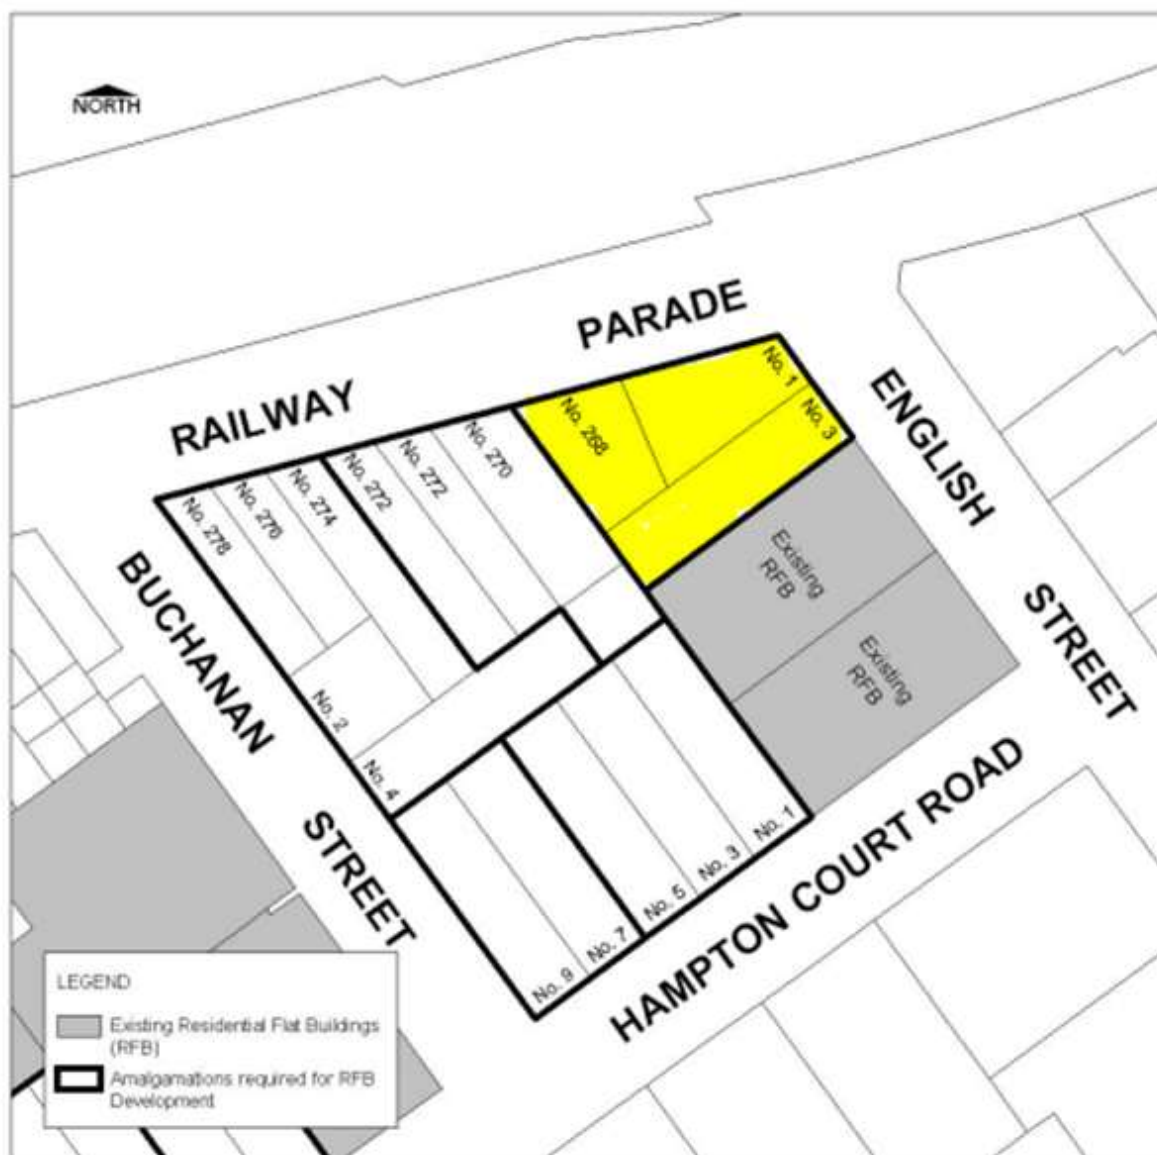 NORTH
RAILWAY PARADE
No. 1
No. 3
No. 268
No. 270
No. 272
No. 272
No. 274
No. 276
No. 278
ENGLISH STREET
Existing
RFB
Existing
RFB
BUCHANAN STREET
No. 2
No. 4
No. 1
No. 3
No. 5
No. 7
No. 9
HAMPTON COURT ROAD
LEGEND
Existing Residential Flat Buildings
(RFB)
Amalgamations required for RFB
Development